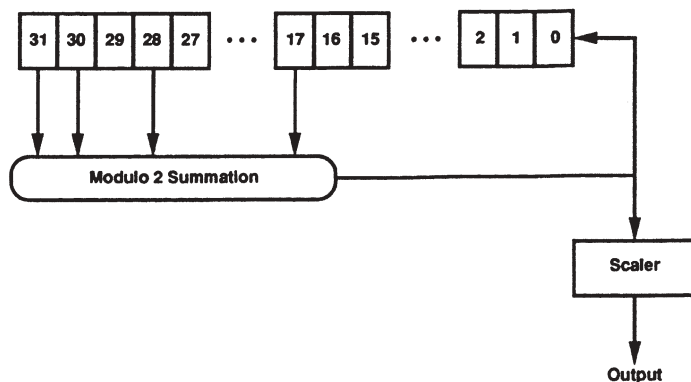 31 30 29 28 27 ••• 17 16 15 ••• 2 1 0
Modulo 2 Summation
Scaler
Output